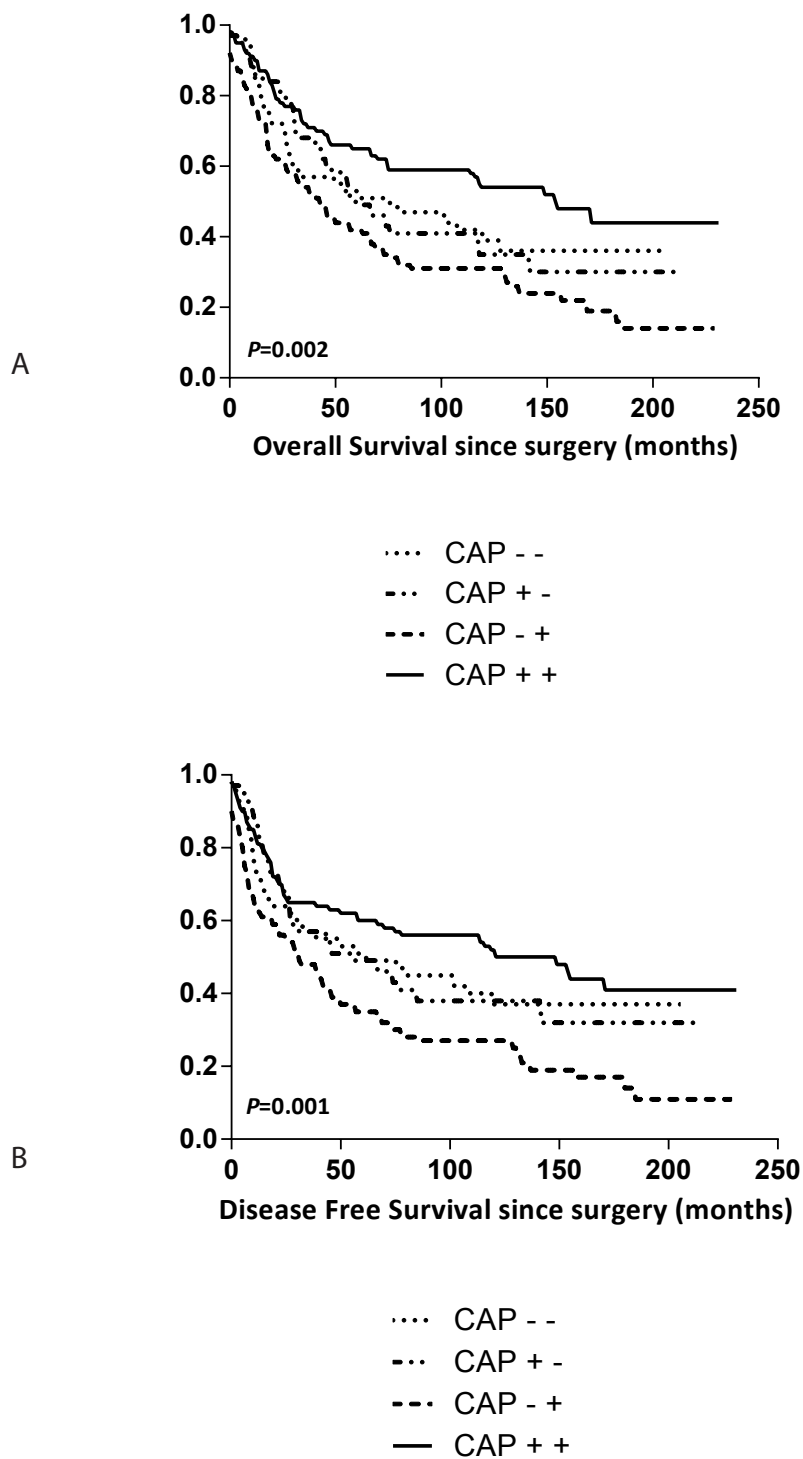 1.0
0.8
0.6
0.4
0.2
P=0.002
A
0.0
0 50 100 150 200 250
Overall Survival since surgery (months)
CAP - -
CAP + -
CAP - +
CAP + +
1.0
0.8
0.6
0.4
0.2
P=0.001
0.0
B
0 50 100 150 200 250
Disease Free Survival since surgery (months)
CAP - -
CAP + -
CAP - +
CAP + +